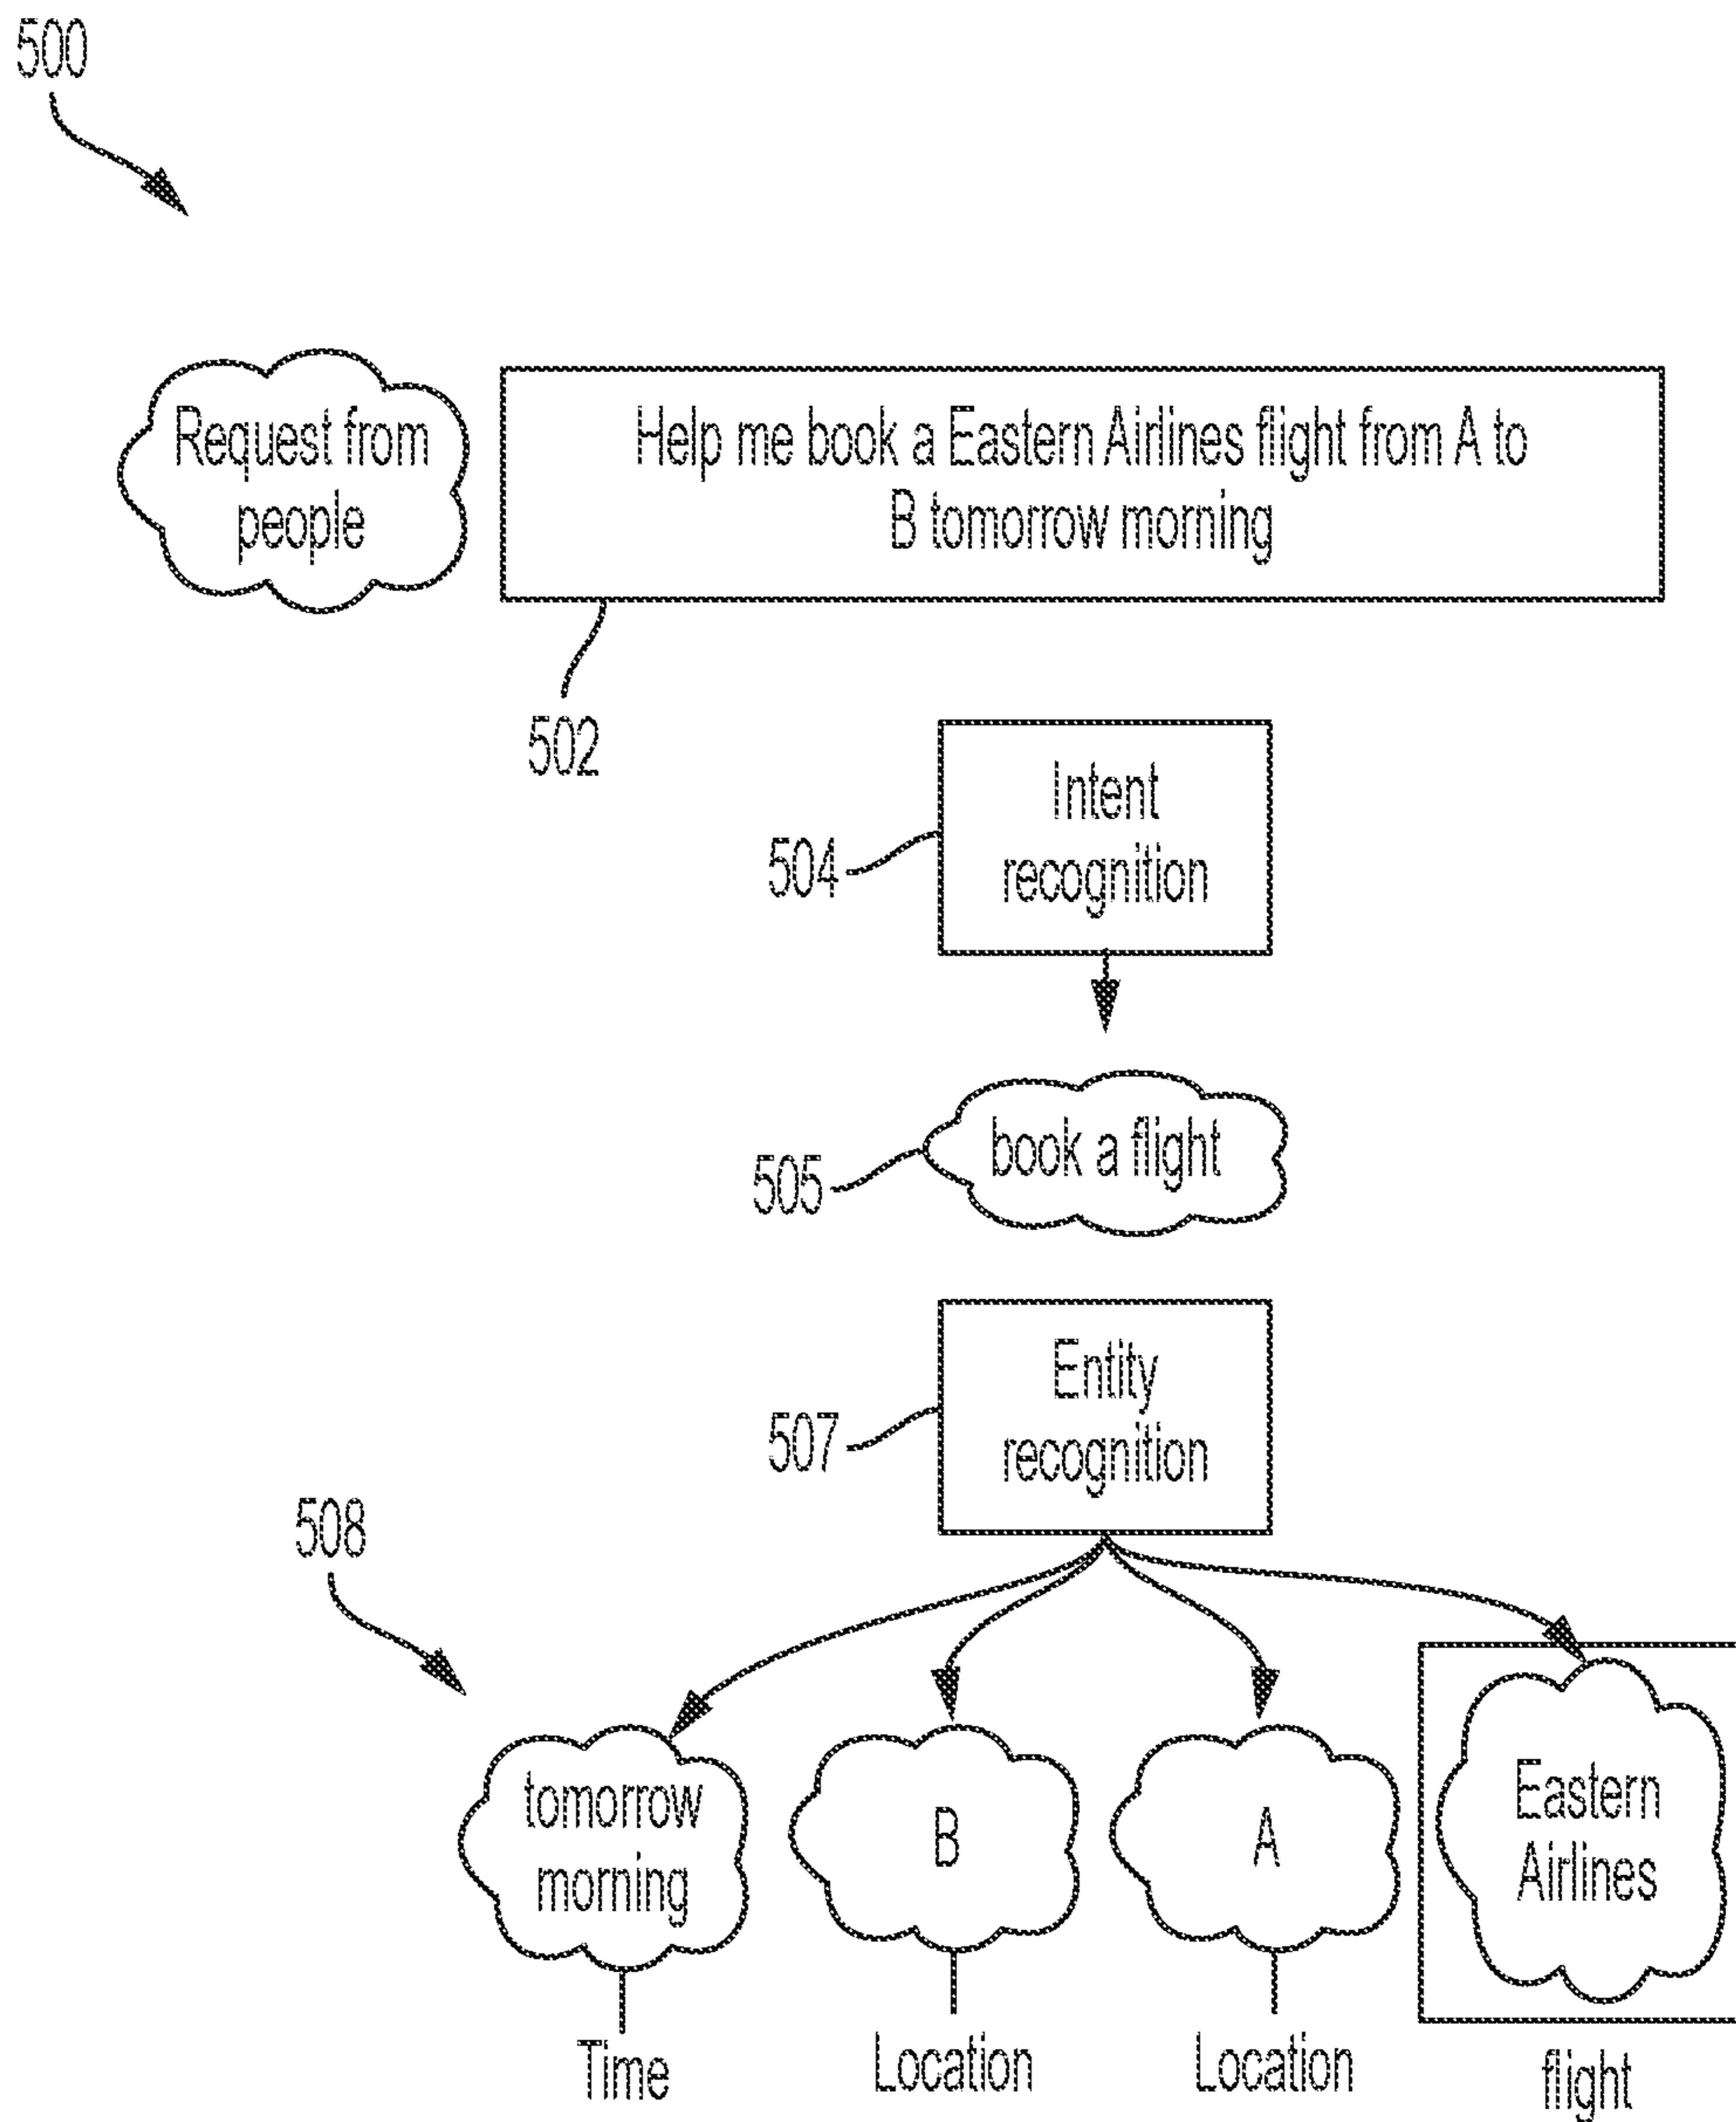 500
Request from
people
Help me book a Eastern Airlines flight from A to
B tomorrow morning
502
Intent
recognition
504
book a flight
505
Entity
recognition
507
508
tomorrow
morning
B
A
Eastern
Airlines
Time
Location
Location
flight